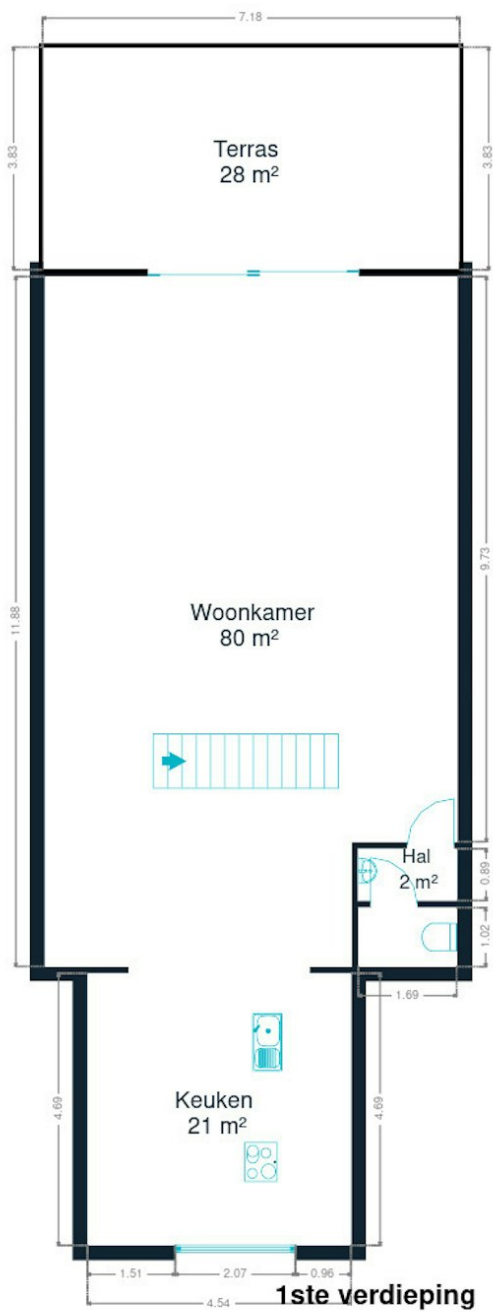 7.18
3.83
3.83
Terras
28 m²
11.88
9.73
Woonkamer
80 m²
Hal
2 m²
0.89
1.02
1.69
4.69
4.69
Keuken
21 m²
1.51
2.07
0.96
4.54
1ste verdieping